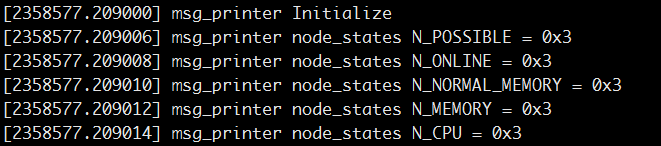 [2358577.209000] msg_printer Initialize
[2358577.209006] msg_printer node_states N_POSSIBLE = 0x3
[2358577.209008] msg_printer node_states N_ONLINE = 0x3
[2358577.209010] msg_printer node_states N_NORMAL_MEMORY = 0x3
[2358577.209012] msg_printer node_states N_MEMORY = 0x3
[2358577.209014] msg_printer node_states N_CPU = 0x3